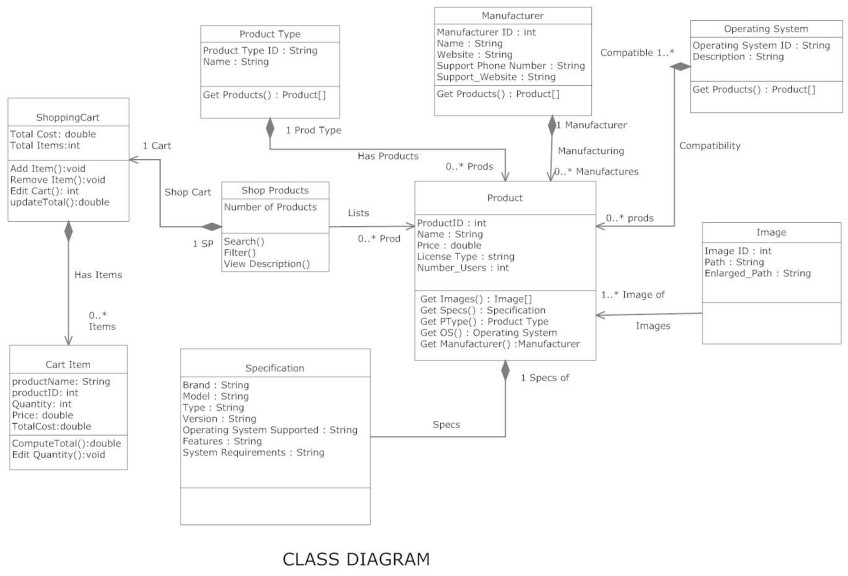 Product Type
Product Type ID : String
Name : String
Get Products() : Product[]
Manufacturer
Manufacturer ID : int
Name : String
Website : String
Support Phone Number : String
Support_Website : String
Get Products() : Product[]
Operating System
Operating System ID : String
Description : String
Get Products() : Product[]
Compatible 1..*
Compatibility
0..* prods
ShoppingCart
Total Cost: double
Total Items:int
Add Item():void
Remove Item():void
Edit Cart(): int
updateTotal():double
1 Cart
Shop Cart
1 SP
1 Prod Type
Has Products
0..* Prods
1 Manufacturer
Manufacturing
0..* Manufactures
Shop Products
Number of Products
Search()
Filter()
View Description()
Lists
0..* Prod
Product
ProductID : int
Name : String
Price : double
License Type : string
Number_Users : int
Get Images() : Image[]
Get Specs() : Specification
Get PType() : Product Type
Get OS() : Operating System
Get Manufacturer() :Manufacturer
Image
Image ID : int
Path : String
Enlarged_Path : String
1..* Image of
Images
Has Items
0..*
Items
Cart Item
productName: String
productID: int
Quantity: int
Price: double
TotalCost:double
ComputeTotal():double
Edit Quantity():void
Specification
Brand : String
Model : String
Type : String
Version : String
Operating System Supported : String
Features : String
System Requirements : String
1 Specs of
Specs
CLASS DIAGRAM